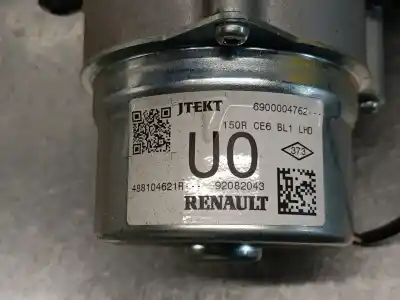 JTEKT 6900004762
150R CE6 BL1 LHD
U0
373
488104621R 92082043
RENAULT